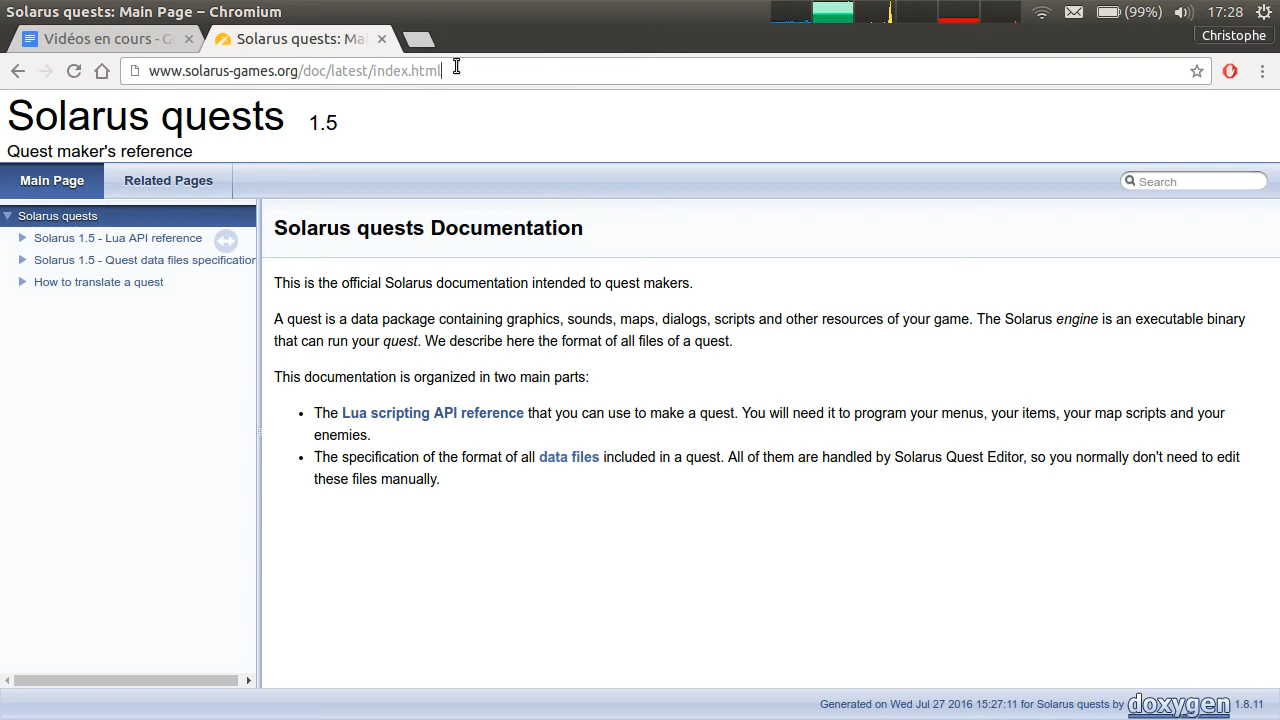 Solarus quests: Main Page – Chromium
(99%)
17:28
Vidéos en cours - G
Solarus quests: Mai
Christophe
www.solarus-games.org/doc/latest/index.html
Solarus quests 1.5
Quest maker's reference
Main Page
Related Pages
Search
Solarus quests
Solarus 1.5 - Lua API reference
Solarus 1.5 - Quest data files specification
How to translate a quest
Solarus quests Documentation
This is the official Solarus documentation intended to quest makers.
A quest is a data package containing graphics, sounds, maps, dialogs, scripts and other resources of your game. The Solarus engine is an executable binary
that can run your quest. We describe here the format of all files of a quest.
This documentation is organized in two main parts:
• The Lua scripting API reference that you can use to make a quest. You will need it to program your menus, your items, your map scripts and your
enemies.
• The specification of the format of all data files included in a quest. All of them are handled by Solarus Quest Editor, so you normally don't need to edit
these files manually.
Generated on Wed Jul 27 2016 15:27:11 for Solarus quests by doxygen 1.8.11